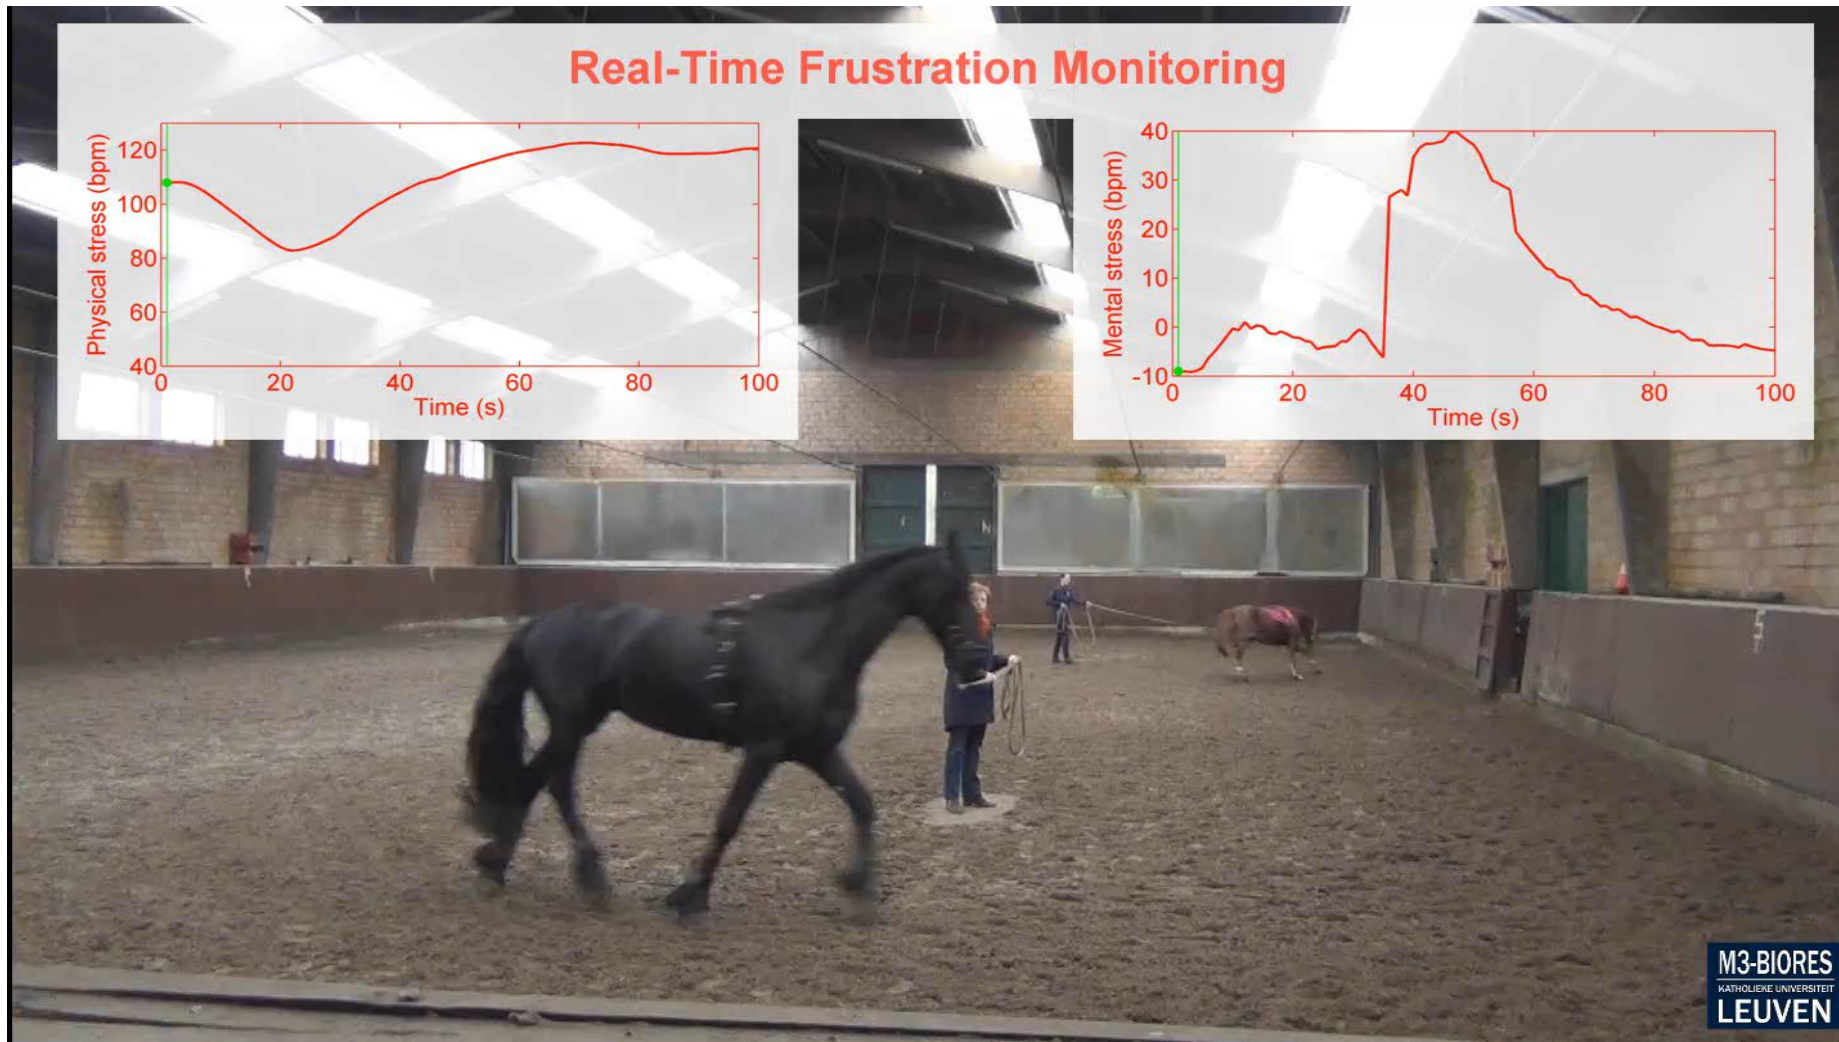 Real-Time Frustration Monitoring
Physical stress (bpm)
120
100
80
60
40
0
20
40
60
80
100
Time (s)
Mental stress (bpm)
40
30
20
10
0
-10
0
20
40
60
80
100
Time (s)
N
M3-BIORES
KATHOLIEKE UNIVERSITEIT
LEUVEN